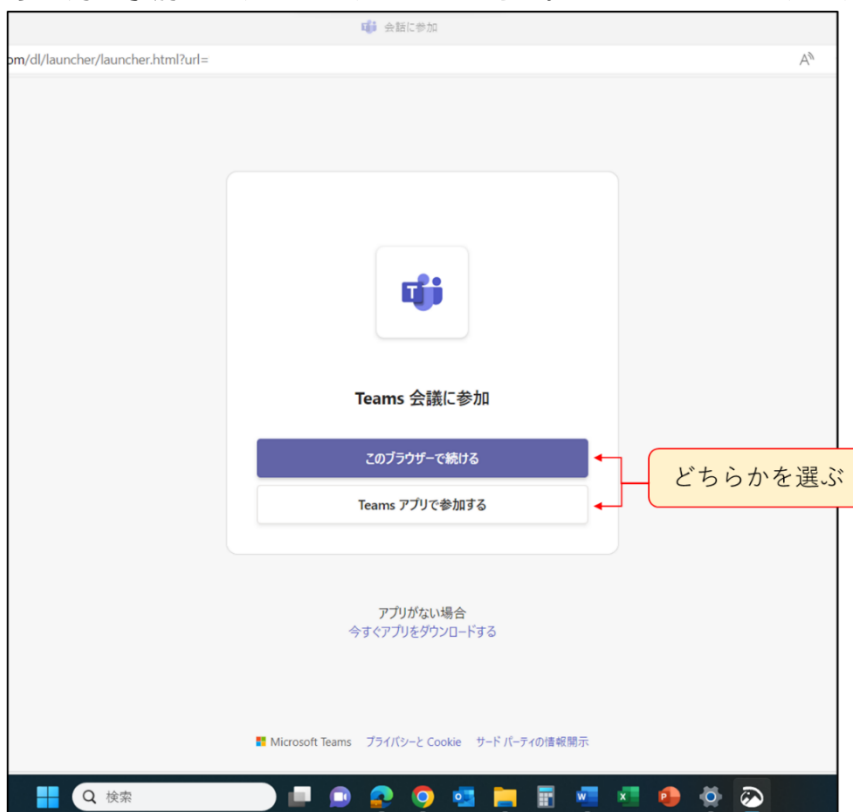 会議に参加
om/dl/launcher/launcher.html?url=
Teams 会議に参加
このブラウザーで続ける
Teams アプリで参加する
どちらかを選ぶ
アプリがない場合
今すぐアプリをダウンロードする
Microsoft Teams プライバシーと Cookie サード パーティの情報開示
検索